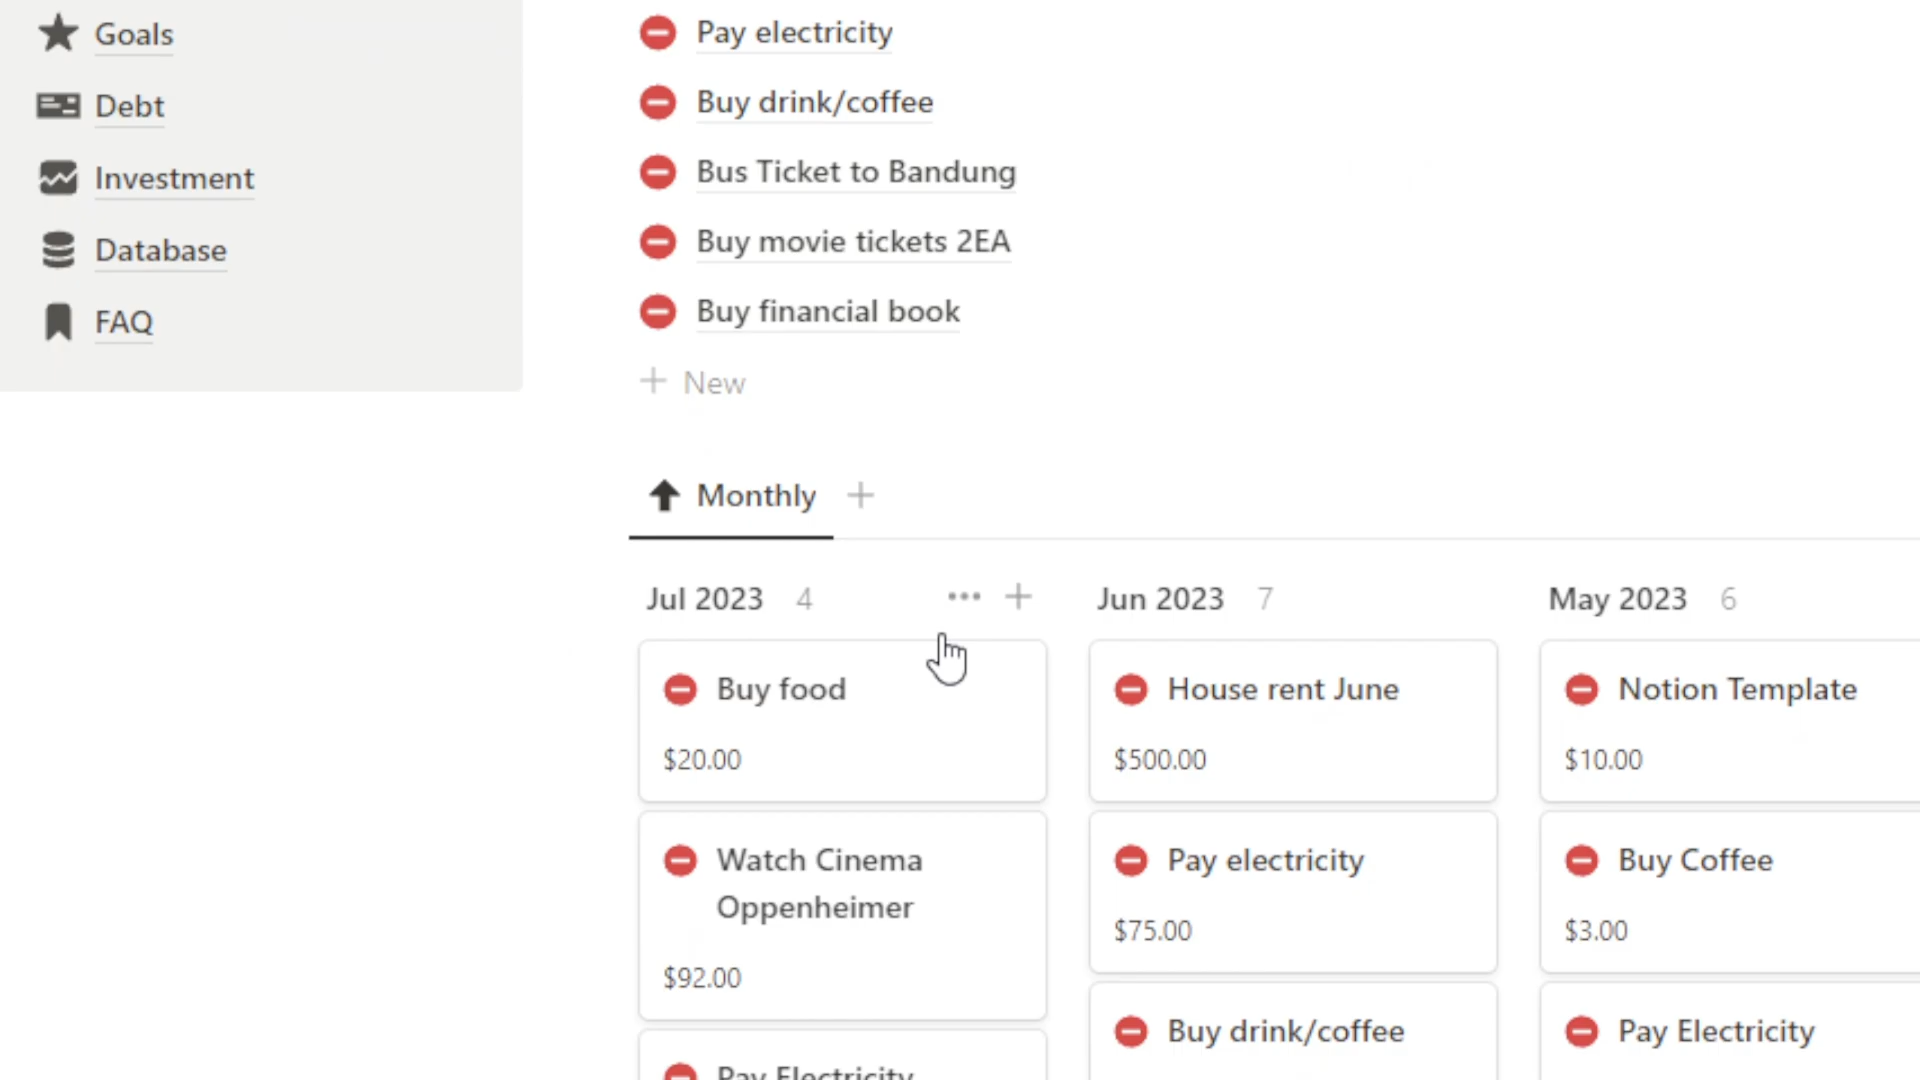 Goals
Debt
Investment
Database
FAQ
Pay electricity
Buy drink/coffee
Bus Ticket to Bandung
Buy movie tickets 2EA
Buy financial book
New
Monthly
Jul 2023 4
Buy food
$20.00
Watch Cinema
Oppenheimer
$92.00
Pay Electricity
Jun 2023 7
House rent June
$500.00
Pay electricity
$75.00
Buy drink/coffee
May 2023 6
Notion Template
$10.00
Buy Coffee
$3.00
Pay Electricity